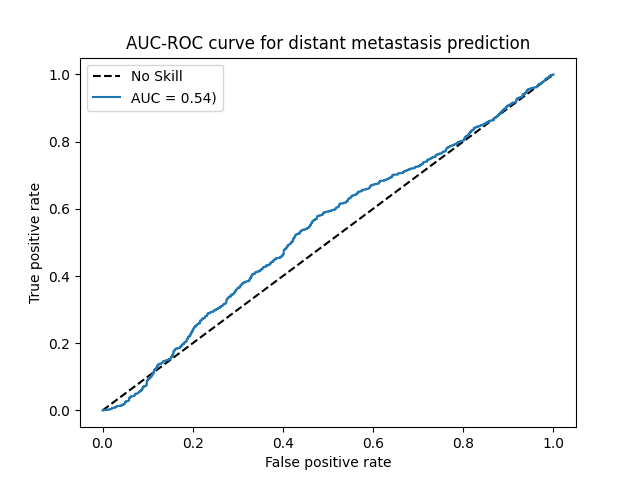 AUC-ROC curve for distant metastasis prediction
No Skill
AUC = 0.54)
1.0
0.8
0.6
0.4
0.2
0.0
True positive rate
0.0 0.2 0.4 0.6 0.8 1.0
False positive rate